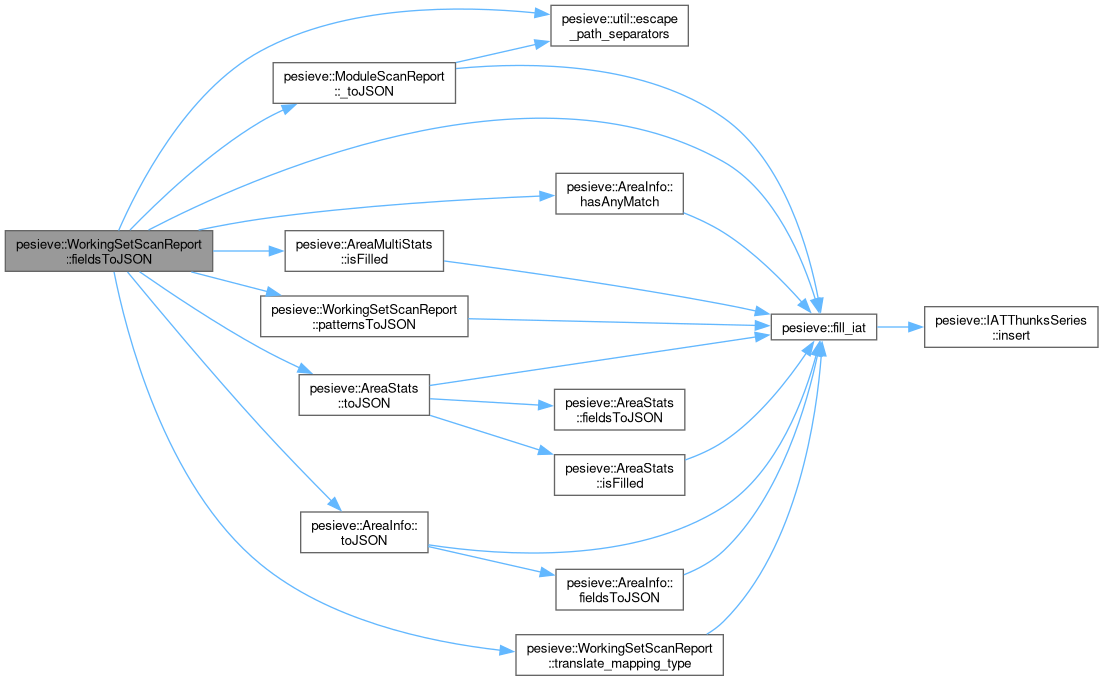 pesieve::util::escape
_path_separators
pesieve::ModuleScanReport
::_toJSON
pesieve::AreaInfo::
hasAnyMatch
pesieve::WorkingSetScanReport
::fieldsToJSON
pesieve::AreaMultiStats
::isFilled
pesieve::WorkingSetScanReport
::patternsToJSON
pesieve::fill_iat
pesieve::IATThunksSeries
::insert
pesieve::AreaStats
::toJSON
pesieve::AreaStats
::fieldsToJSON
pesieve::AreaStats
::isFilled
pesieve::AreaInfo::
toJSON
pesieve::AreaInfo::
fieldsToJSON
pesieve::WorkingSetScanReport
::translate_mapping_type